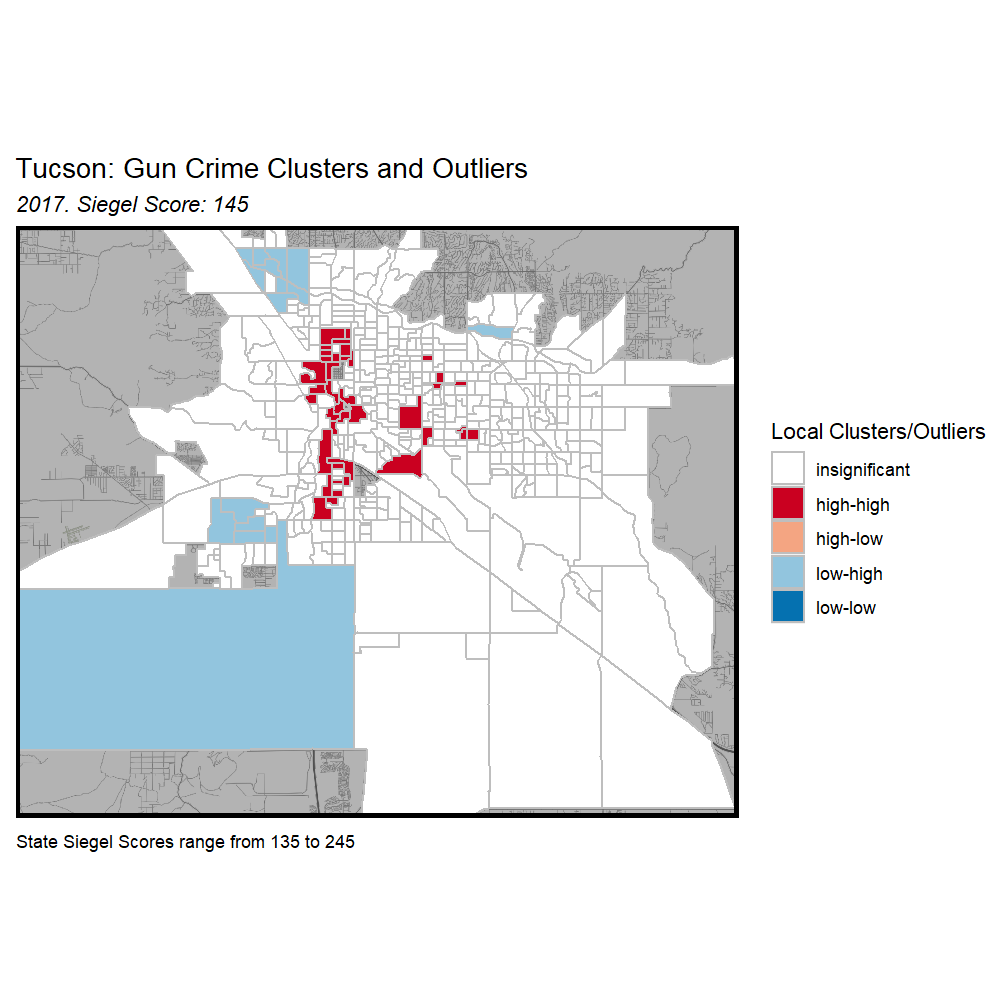 Tucson: Gun Crime Clusters and Outliers
2017. Siegel Score: 145
Local Clusters/Outliers
insignificant
high-high
high-low
low-high
low-low
State Siegel Scores range from 135 to 245